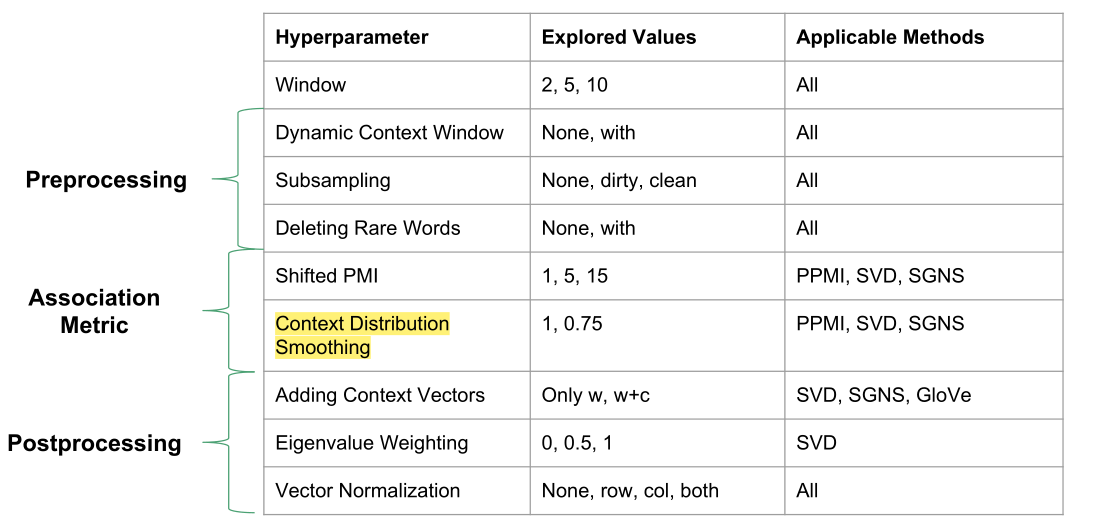 Hyperparameter Explored Values Applicable Methods
Window 2, 5, 10 All
Dynamic Context Window None, with All
Preprocessing
Subsampling None, dirty, clean All
Deleting Rare Words None, with All
Shifted PMI 1, 5, 15 PPMI, SVD, SGNS
Association
Metric
Context Distribution 1, 0.75 PPMI, SVD, SGNS
Smoothing
Adding Context Vectors Only w, w+c SVD, SGNS, GloVe
Postprocessing
Eigenvalue Weighting 0, 0.5, 1 SVD
Vector Normalization None, row, col, both All